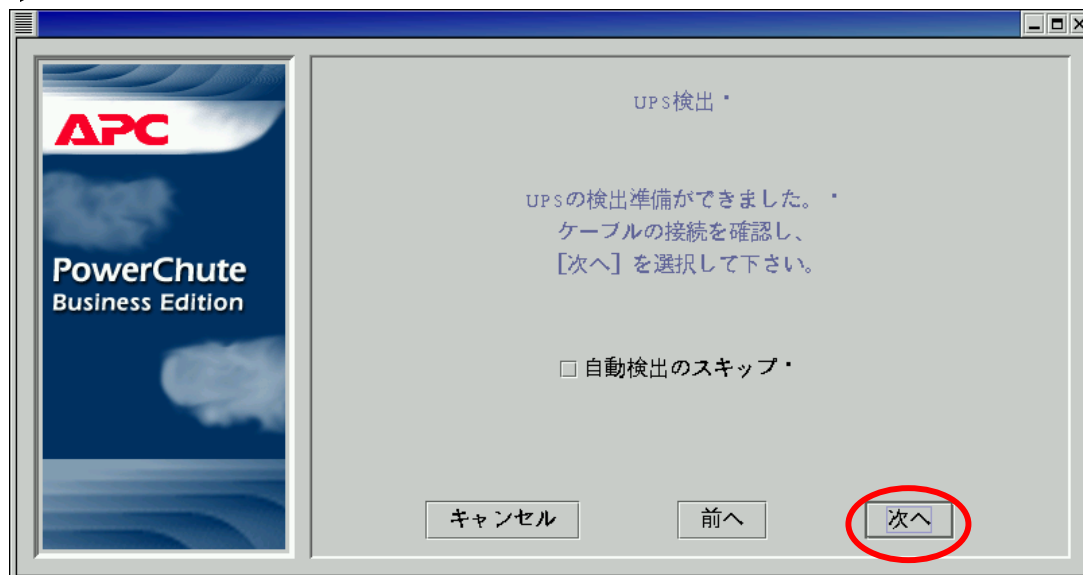 APC
PowerChute
Business Edition
UPS検出・
UPSの検出準備ができました。・
ケーブルの接続を確認し、
［次へ］を選択して下さい。
□ 自動検出のスキップ・
キャンセル
前へ
次へ